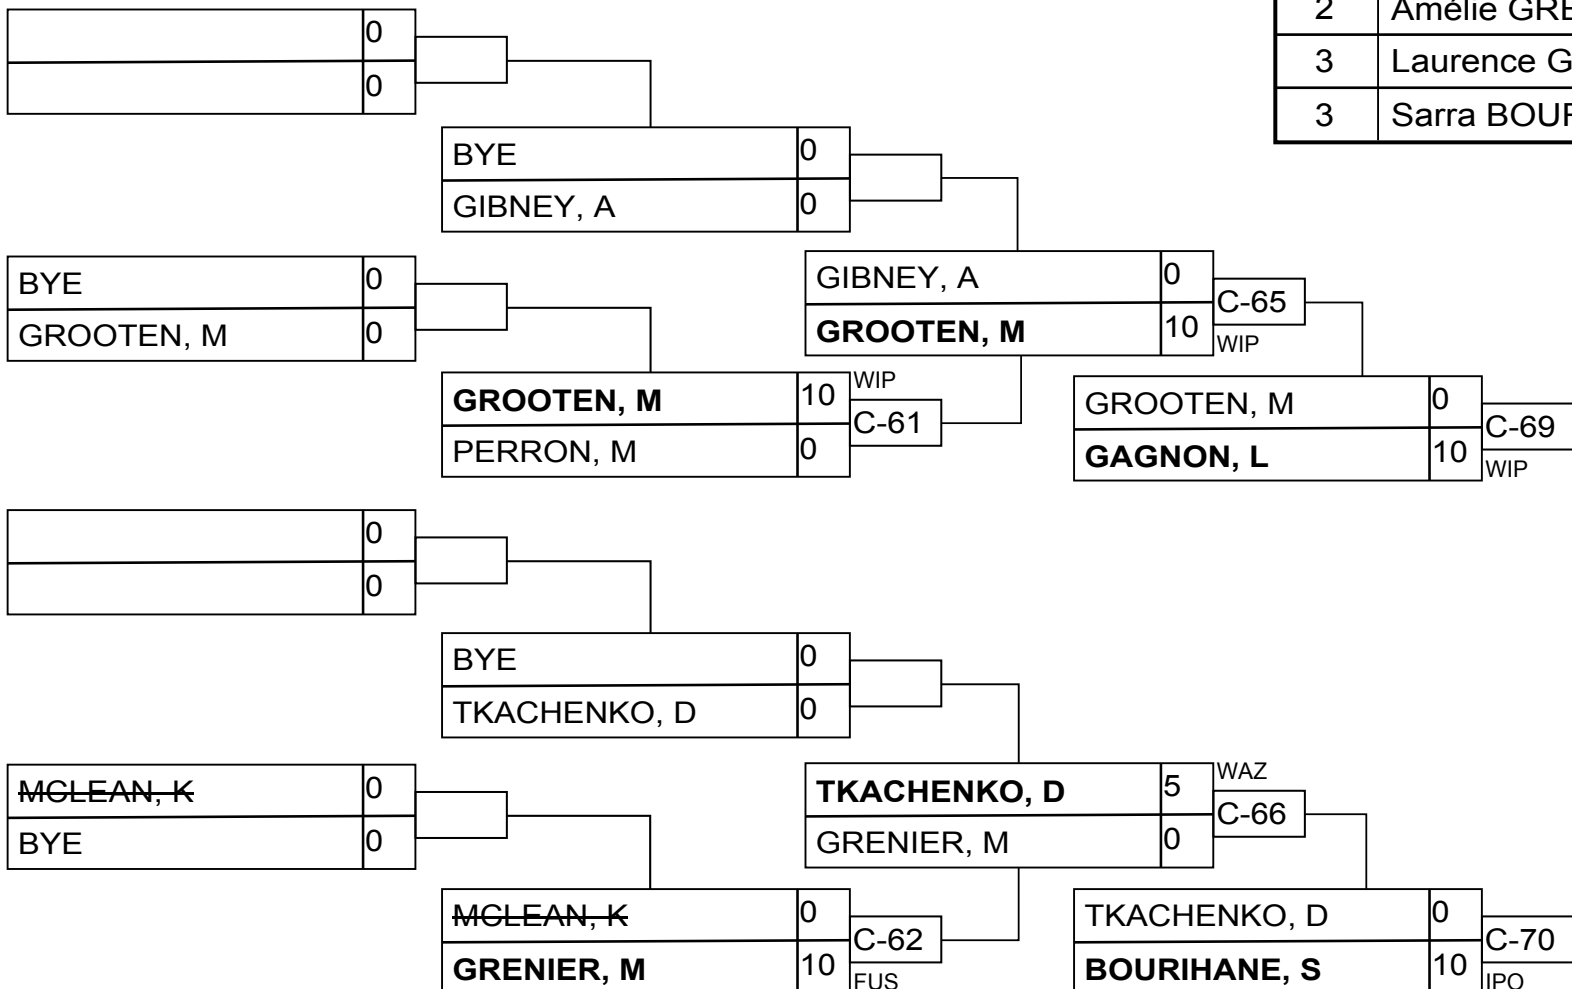 2
3 Laurence
3 Sarra
0
0
BYE 0
GIBNEY, A 0
BYE 0
GROOTEN, M 0
GIBNEY, A 0
GROOTEN, M 10
C-65
WIP
GROOTEN, M 10
PERRON, M 0
WIP
C-61
GROOTEN, M 0
GAGNON, L 10
C-69
WIP
0
0
BYE 0
TKACHENKO, D 0
MCLEAN, K 0
BYE 0
TKACHENKO, D 5
GRENIER, M 0
WAZ
C-66
MCLEAN, K 0
GRENIER, M 10
C-62
FUS
TKACHENKO, D 0
BOURIHANE, S 10
C-70
IPO